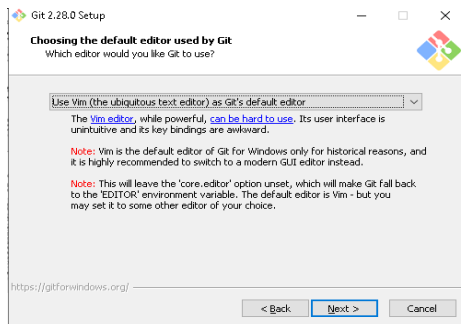 Git 2.28.0 Setup
Choosing the default editor used by Git
Which editor would you like Git to use?
Use Vim (the ubiquitous text editor) as Git's default editor
The Vim editor, while powerful, can be hard to use. Its user interface is
unintuitive and its key bindings are awkward.
Note: Vim is the default editor of Git for Windows only for historical reasons, and
it is highly recommended to switch to a modern GUI editor instead.
Note: This will leave the 'core.editor' option unset, which will make Git fall back
to the 'EDITOR' environment variable. The default editor is Vim - but you
may set it to some other editor of your choice.
https://gitforwindows.org/
< Back Next > Cancel